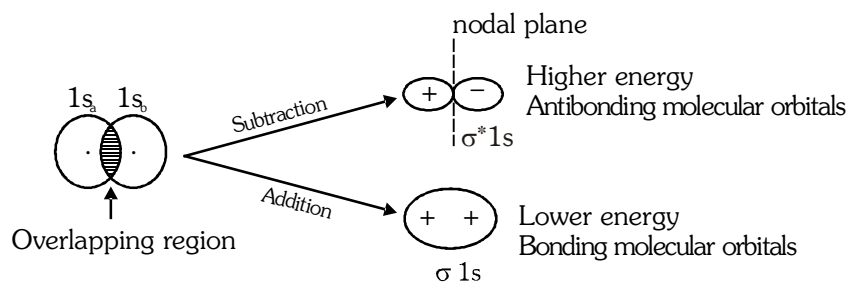 nodal plane
1sₐ 1s_b
Subtraction
+ −
Higher energy
Antibonding molecular orbitals
σ*1s
Addition
Overlapping region
+ +
Lower energy
Bonding molecular orbitals
σ 1s